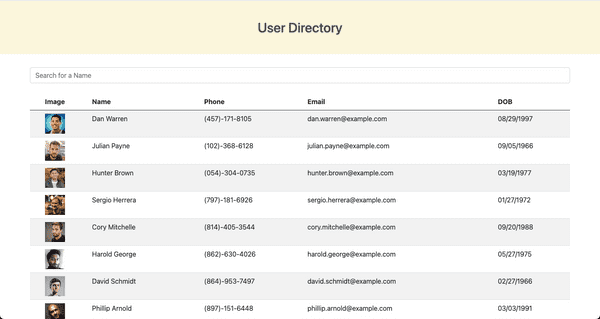 User Directory
Search for a Name
Image Name Phone Email DOB
Dan Warren (457)-171-8105 dan.warren@example.com 08/29/1997
Julian Payne (102)-368-6128 julian.payne@example.com 09/05/1966
Hunter Brown (054)-304-0735 hunter.brown@example.com 03/19/1977
Sergio Herrera (797)-181-6926 sergio.herrera@example.com 01/27/1972
Cory Mitchelle (814)-405-3544 cory.mitchelle@example.com 09/20/1988
Harold George (862)-630-4026 harold.george@example.com 05/27/1975
David Schmidt (864)-953-7497 david.schmidt@example.com 02/27/1966
Phillip Arnold (897)-151-6448 phillip.arnold@example.com 03/03/1991